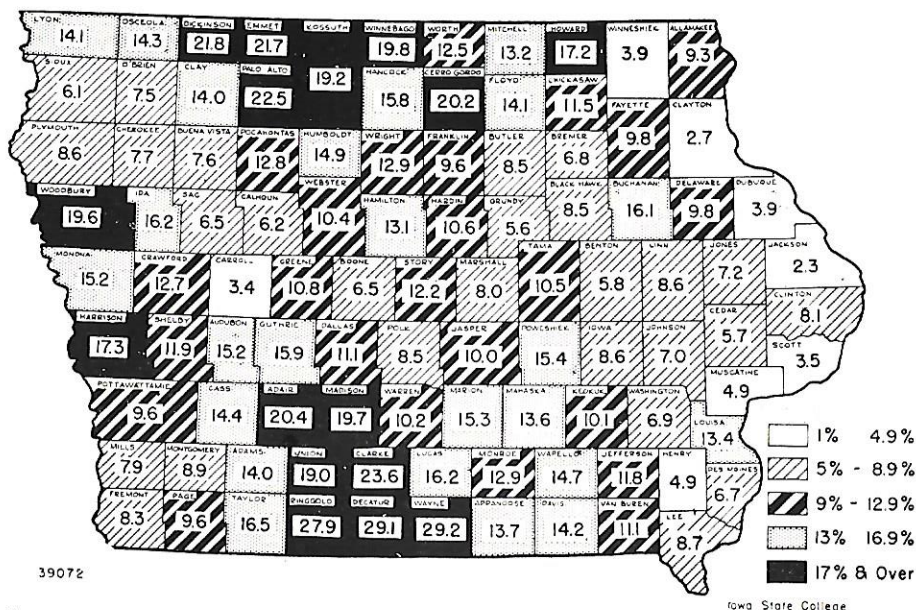 LYON OSCEOLA DICKINSON EMMET KOSSUTH WINNEBAGO WORTH MITCHELL HOWARD WINNESHIEK ALLAMAKEE
14.1 14.3 21.8 21.7 19.2 19.8 12.5 13.2 17.2 3.9 9.3
SIOUX O'BRIEN CLAY PALO ALTO HANCOCK CERRO GORDO FLOYD CHICKASAW FAYETTE CLAYTON
6.1 7.5 14.0 22.5 15.8 20.2 14.1 11.5 9.8 2.7
PLYMOUTH CHEROKEE BUENA VISTA POCAHONTAS HUMBOLDT WRIGHT FRANKLIN BUTLER BREMER
8.6 7.7 7.6 12.8 14.9 12.9 9.6 8.5 6.8
WOODBURY IDA SAC CALHOUN WEBSTER HAMILTON HARDIN GRUNDY BLACK HAWK BUCHANAN DELAWARE DUBUQUE
19.6 16.2 6.5 6.2 10.4 13.1 10.6 5.6 8.5 16.1 9.8 3.9
MONONA CRAWFORD CARROLL GREENE BOONE STORY MARSHALL TAMA BENTON LINN JONES JACKSON
15.2 12.7 3.4 10.8 6.5 12.2 8.0 10.5 5.8 8.6 7.2 2.3
HARRISON SHELBY AUDUBON GUTHRIE DALLAS POLK JASPER POWESHIEK IOWA JOHNSON CEDAR CLINTON
17.3 11.9 15.2 15.9 11.1 8.5 10.0 15.4 8.6 7.0 5.7 8.1
SCOTT
3.5
POTTAWATTAMIE CASS ADAIR MADISON WARREN MARION MAHASKA KEOKUK WASHINGTON MUSCATINE
9.6 14.4 20.4 19.7 10.2 15.3 13.6 10.1 6.9 4.9
LOUISA
13.4
MILLS MONTGOMERY ADAMS UNION CLARKE LUCAS MONROE WAPELLO JEFFERSON HENRY DES MOINES
7.9 8.9 14.0 19.0 23.6 16.2 12.9 14.7 11.8 4.9 6.7
FREMONT PAGE TAYLOR RINGGOLD DECATUR WAYNE APPANOOSE DAVIS VAN BUREN LEE
8.3 9.6 16.5 27.9 29.1 29.2 13.7 14.2 11.1 8.7
1% 4.9%
5% - 8.9%
9% - 12.9%
13% 16.9%
17% & Over
39072
Iowa State College